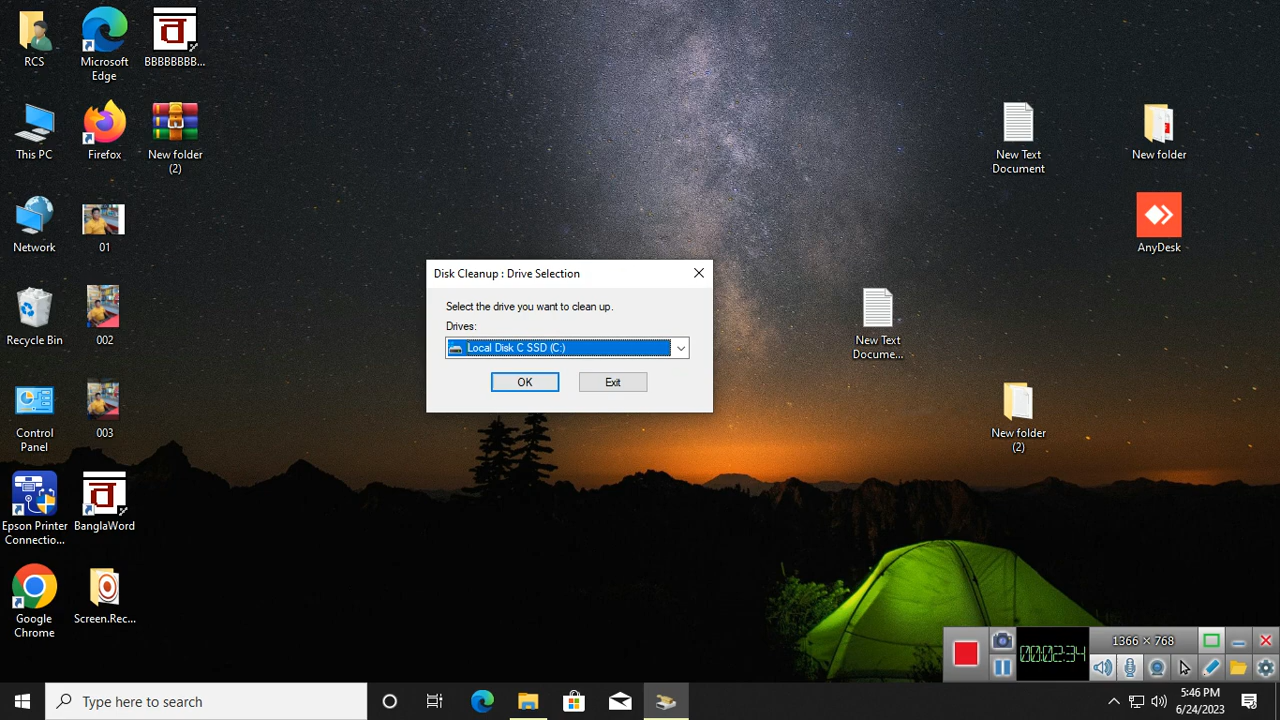 RCS
Microsoft
Edge
BBBBBBBB...
This PC
Firefox
New folder
(2)
Network
01
Recycle Bin
002
Control
Panel
003
Epson Printer
Connectio...
BanglaWord
Google
Chrome
Screen.Rec...
New Text
Document
New folder
AnyDesk
New Text
Docume...
New folder
(2)
Disk Cleanup : Drive Selection
Select the drive you want to clean up.
Drives:
Local Disk C SSD (C:)
OK
Exit
00:02:34
1366 × 768
Type here to search
5:46 PM
6/24/2023